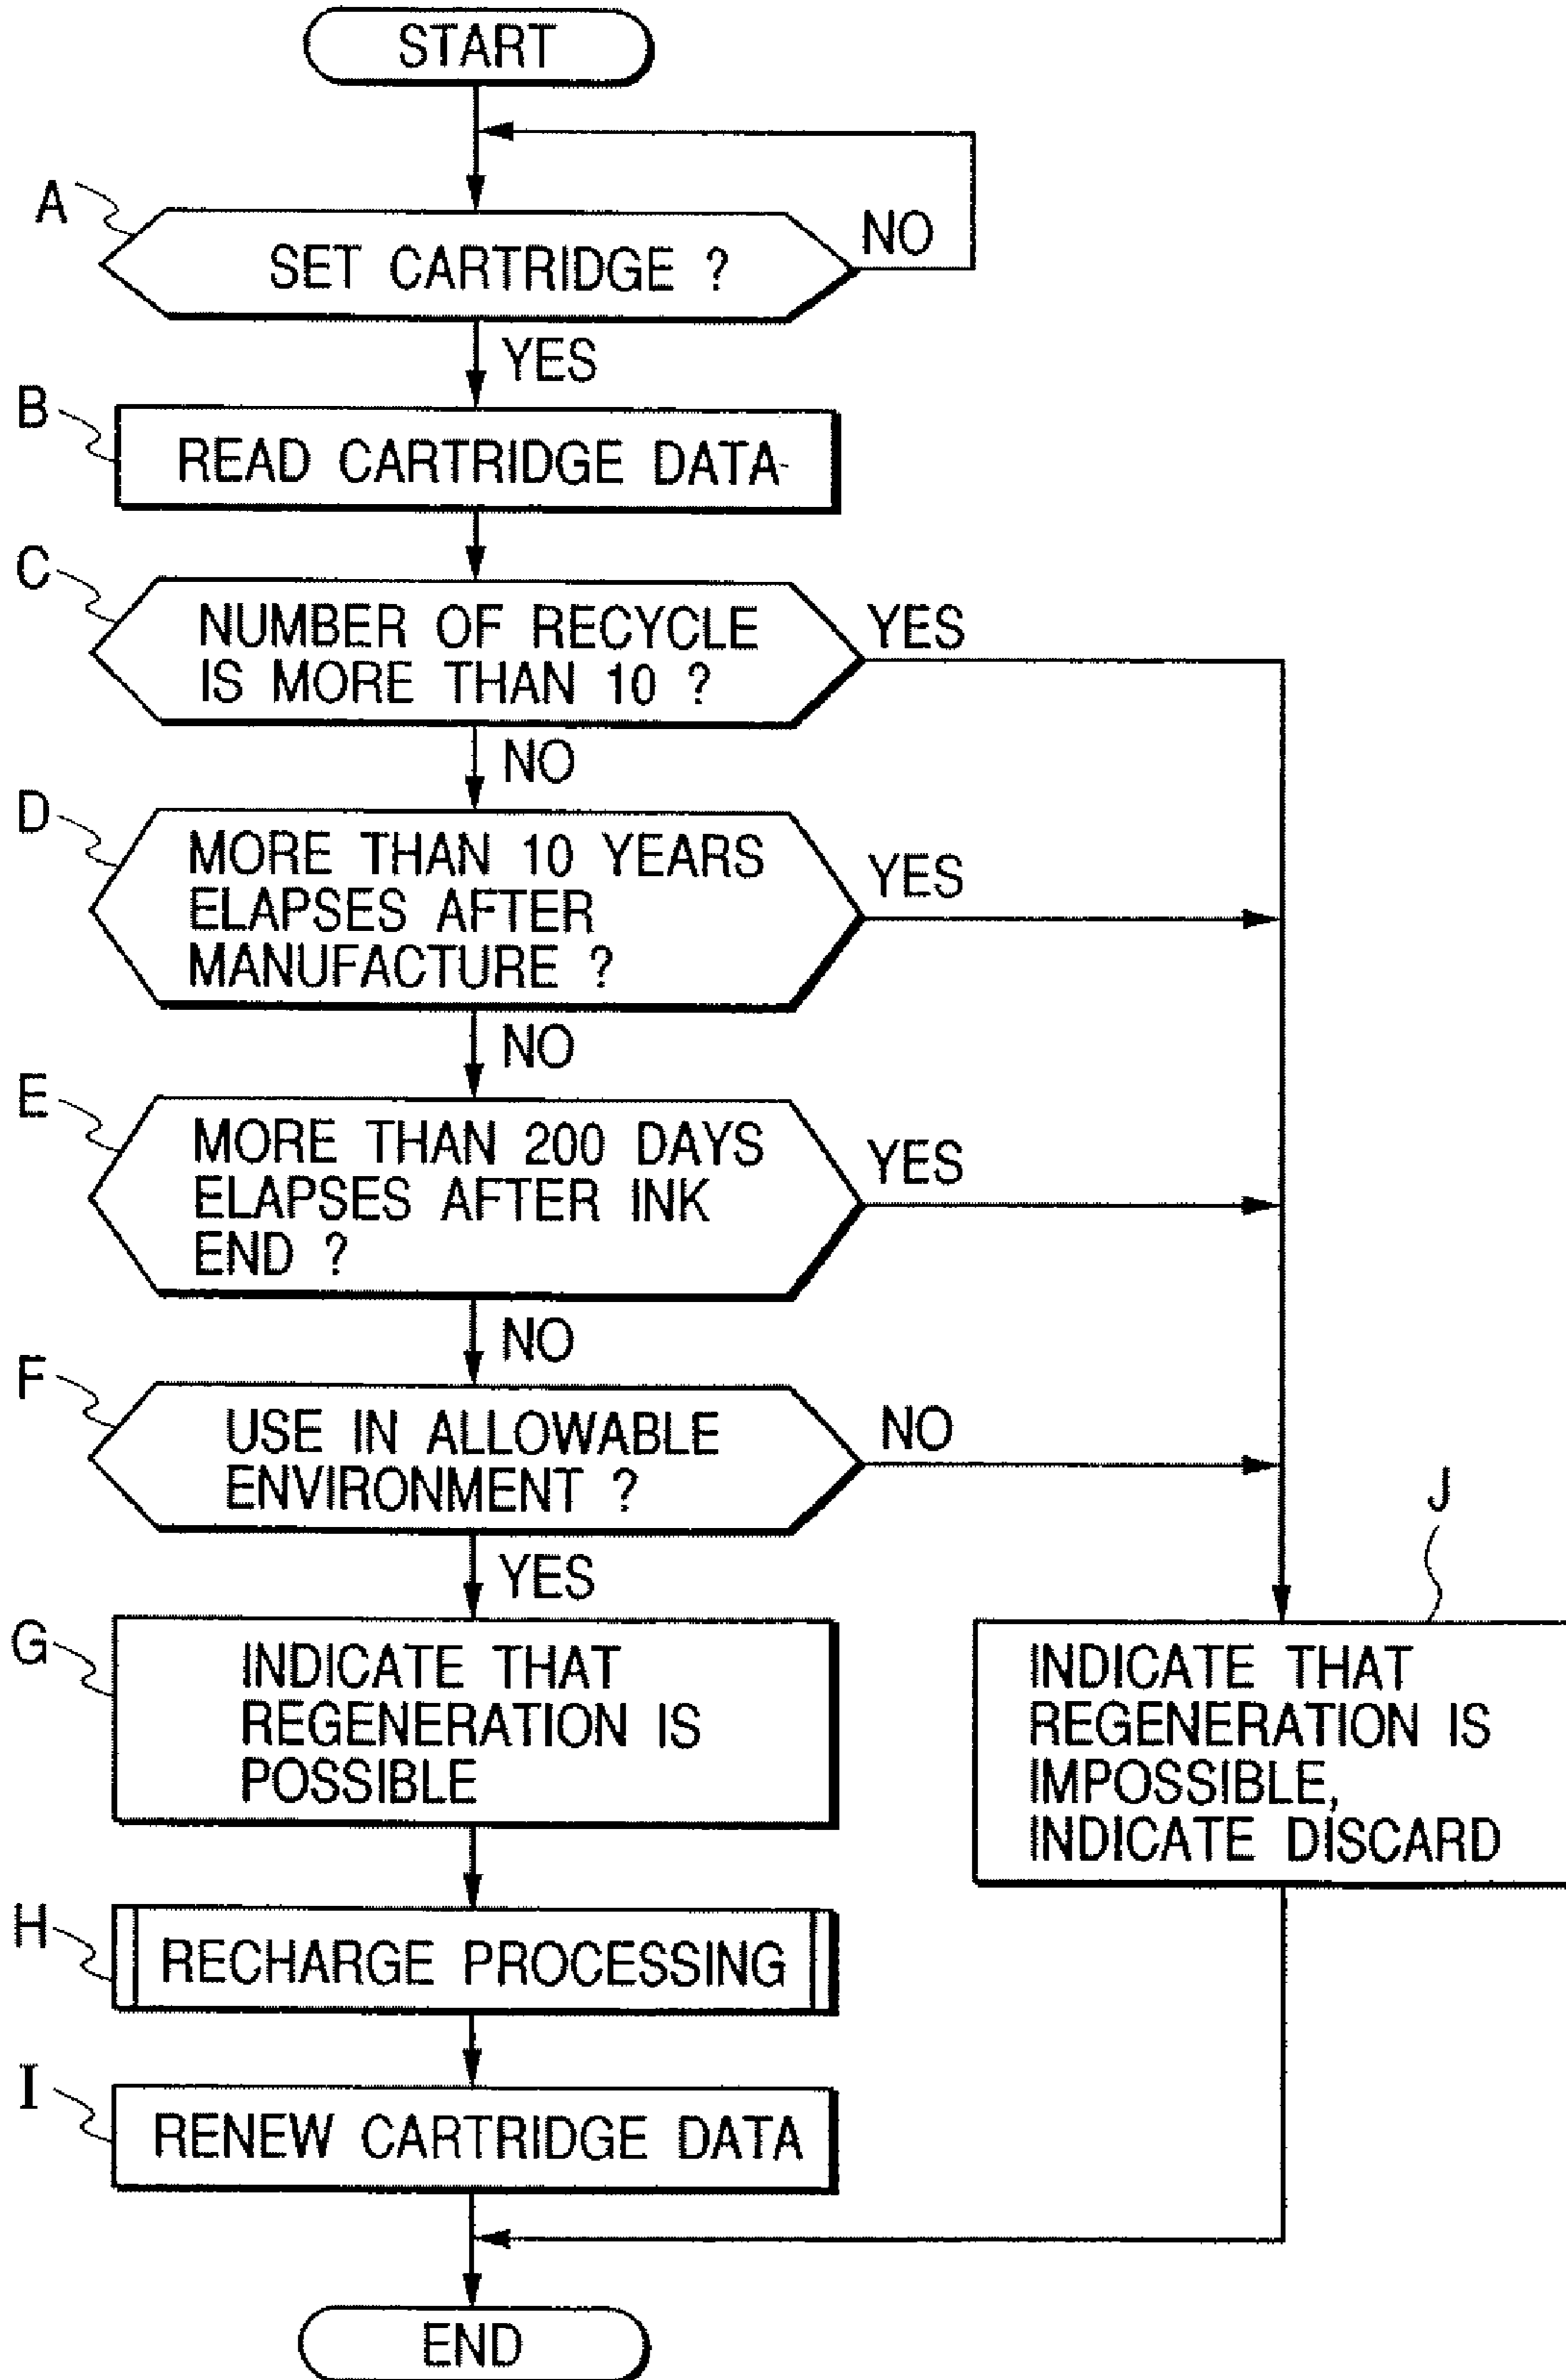 START
A
SET CARTRIDGE ?
NO
YES
B
READ CARTRIDGE DATA
C
NUMBER OF RECYCLE
IS MORE THAN 10 ?
YES
NO
D
MORE THAN 10 YEARS
ELAPSES AFTER
MANUFACTURE ?
YES
NO
E
MORE THAN 200 DAYS
ELAPSES AFTER INK
END ?
YES
NO
F
USE IN ALLOWABLE
ENVIRONMENT ?
NO
YES
G
INDICATE THAT
REGENERATION IS
POSSIBLE
J
INDICATE THAT
REGENERATION IS
IMPOSSIBLE,
INDICATE DISCARD
H
RECHARGE PROCESSING
I
RENEW CARTRIDGE DATA
END